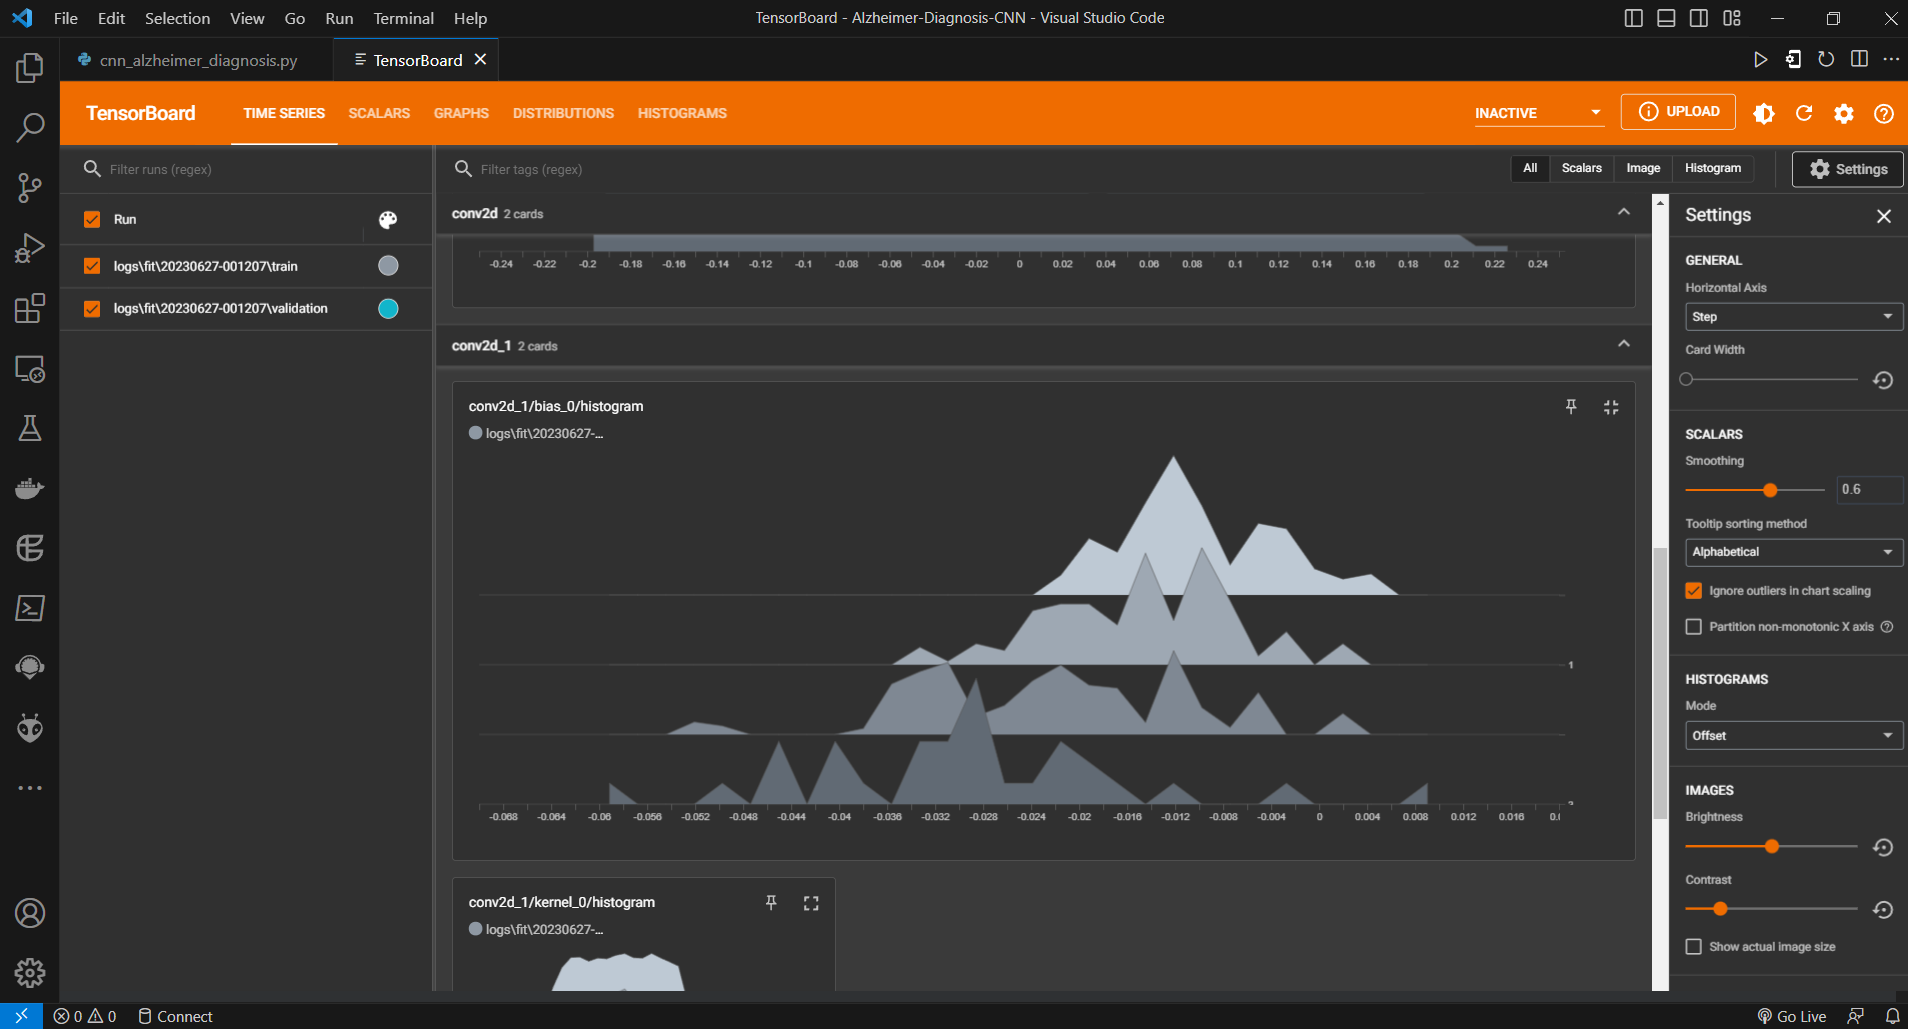 File Edit Selection View Go Run Terminal Help
TensorBoard - Alzheimer-Diagnosis-CNN - Visual Studio Code
cnn_alzheimer_diagnosis.py
TensorBoard
TensorBoard
TIME SERIES SCALARS GRAPHS DISTRIBUTIONS HISTOGRAMS
INACTIVE
UPLOAD
Filter runs (regex)
Run
logs\fit\20230627-001207\train
logs\fit\20230627-001207\validation
Filter tags (regex)
All Scalars Image Histogram
Settings
conv2d 2 cards
-0.24 -0.22 -0.2 -0.18 -0.16 -0.14 -0.12 -0.1 -0.08 -0.06 -0.04 -0.02 0 0.02 0.04 0.06 0.08 0.1 0.12 0.14 0.16 0.18 0.2 0.22 0.24
conv2d_1 2 cards
conv2d_1/bias_0/histogram
logs\fit\20230627-...
1
-0.068 -0.064 -0.06 -0.056 -0.052 -0.048 -0.044 -0.04 -0.036 -0.032 -0.028 -0.024 -0.02 -0.016 -0.012 -0.008 -0.004 0 0.004 0.008 0.012 0.016
conv2d_1/kernel_0/histogram
logs\fit\20230627-...
Settings
GENERAL
Horizontal Axis
Step
Card Width
SCALARS
Smoothing
0.6
Tooltip sorting method
Alphabetical
Ignore outliers in chart scaling
Partition non-monotonic X axis
HISTOGRAMS
Mode
Offset
IMAGES
Brightness
Contrast
Show actual image size
0 0 Connect
Go Live